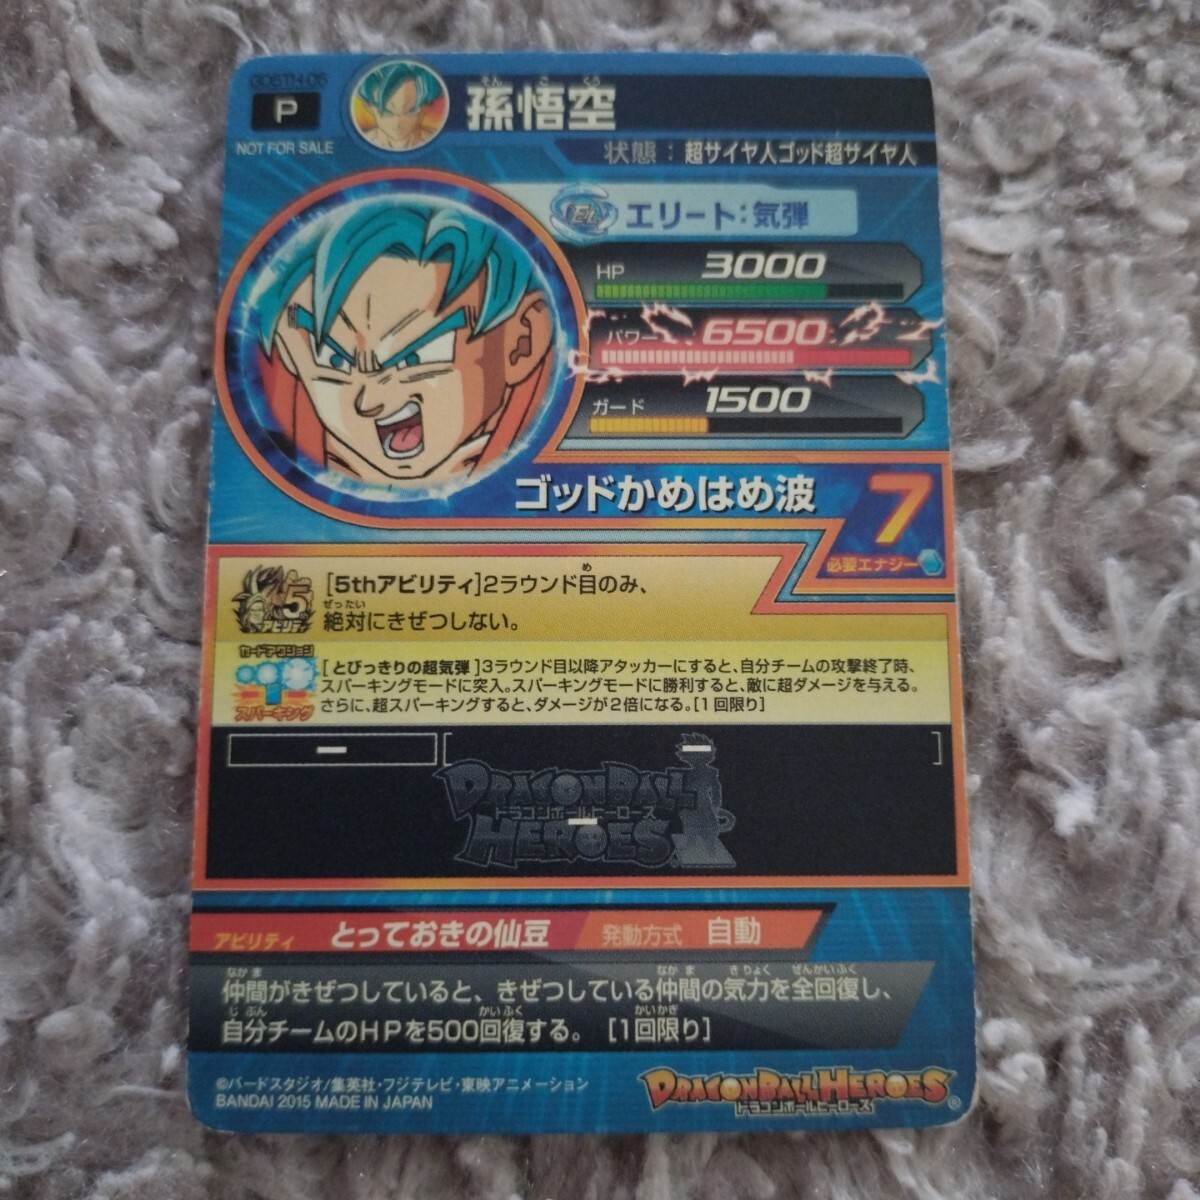 P
NOT FOR SALE
孫悟空
そん ご くう
状態：超サイヤ人ゴッド超サイヤ人
エリート：気弾
HP 3000
パワー 6500
ガード 1500
ゴッドかめはめ波
7
必要エナジー
[5thアビリティ]2ラウンド目のみ、
絶対にきぜつしない。
カードアクション
スパーキング
[とびっきりの超気弾]3ラウンド目以降アタッカーにすると、自分チームの攻撃終了時、
スパーキングモードに突入。スパーキングモードに勝利すると、敵に超ダメージを与える。
さらに、超スパーキングすると、ダメージが2倍になる。[1回限り]
DRAGONBALL
ドラゴンボールヒーローズ
HEROES
アビリティ とっておきの仙豆 発動方式 自動
仲間がきぜつしていると、きぜつしている仲間の気力を全回復し、
自分チームのHPを500回復する。 [1回限り]
©バードスタジオ/集英社・フジテレビ・東映アニメーション
BANDAI 2015 MADE IN JAPAN
DRAGONBALL HEROES
ドラゴンボールヒーローズ